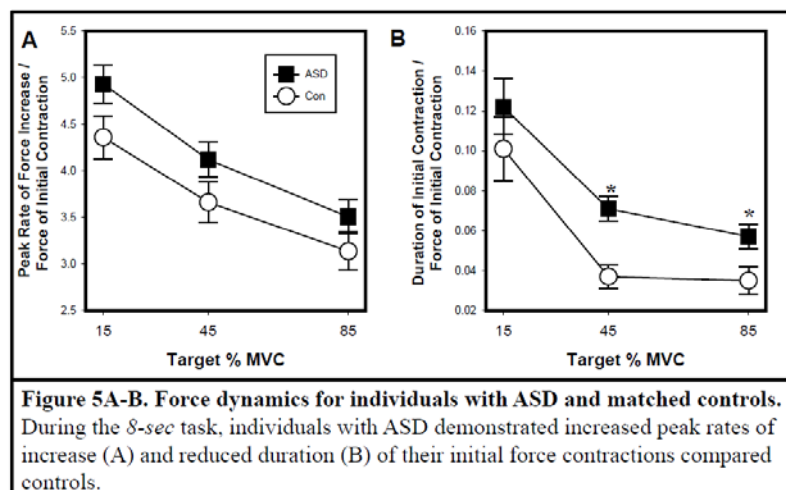 A
5.5
5.0
4.5
4.0
3.5
3.0
2.5
Peak Rate of Force Increase /
Force of Initial Contraction
ASD
Con
15 45 85
Target % MVC
B
0.16
0.14
0.12
0.10
0.08
0.06
0.04
0.02
Duration of Initial Contraction /
Force of Initial Contraction
*
*
15 45 85
Target % MVC
Figure 5A-B. Force dynamics for individuals with ASD and matched controls.
During the 8-sec task, individuals with ASD demonstrated increased peak rates of
increase (A) and reduced duration (B) of their initial force contractions compared
controls.